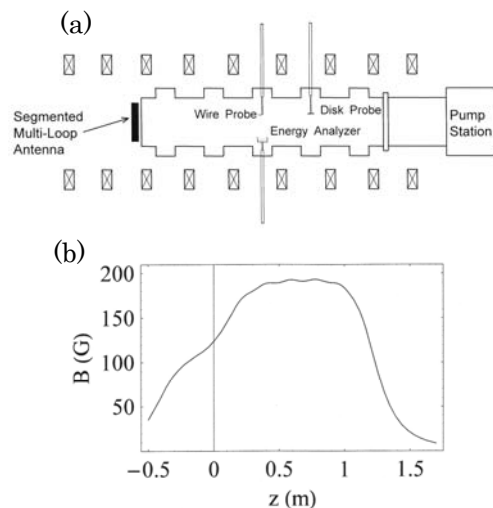 (a)
Segmented
Multi-Loop
Antenna
Wire Probe
Disk Probe
Energy Analyzer
Pump
Station
(b)
200
150
100
50
B (G)
−0.5 0 0.5 1 1.5
z (m)